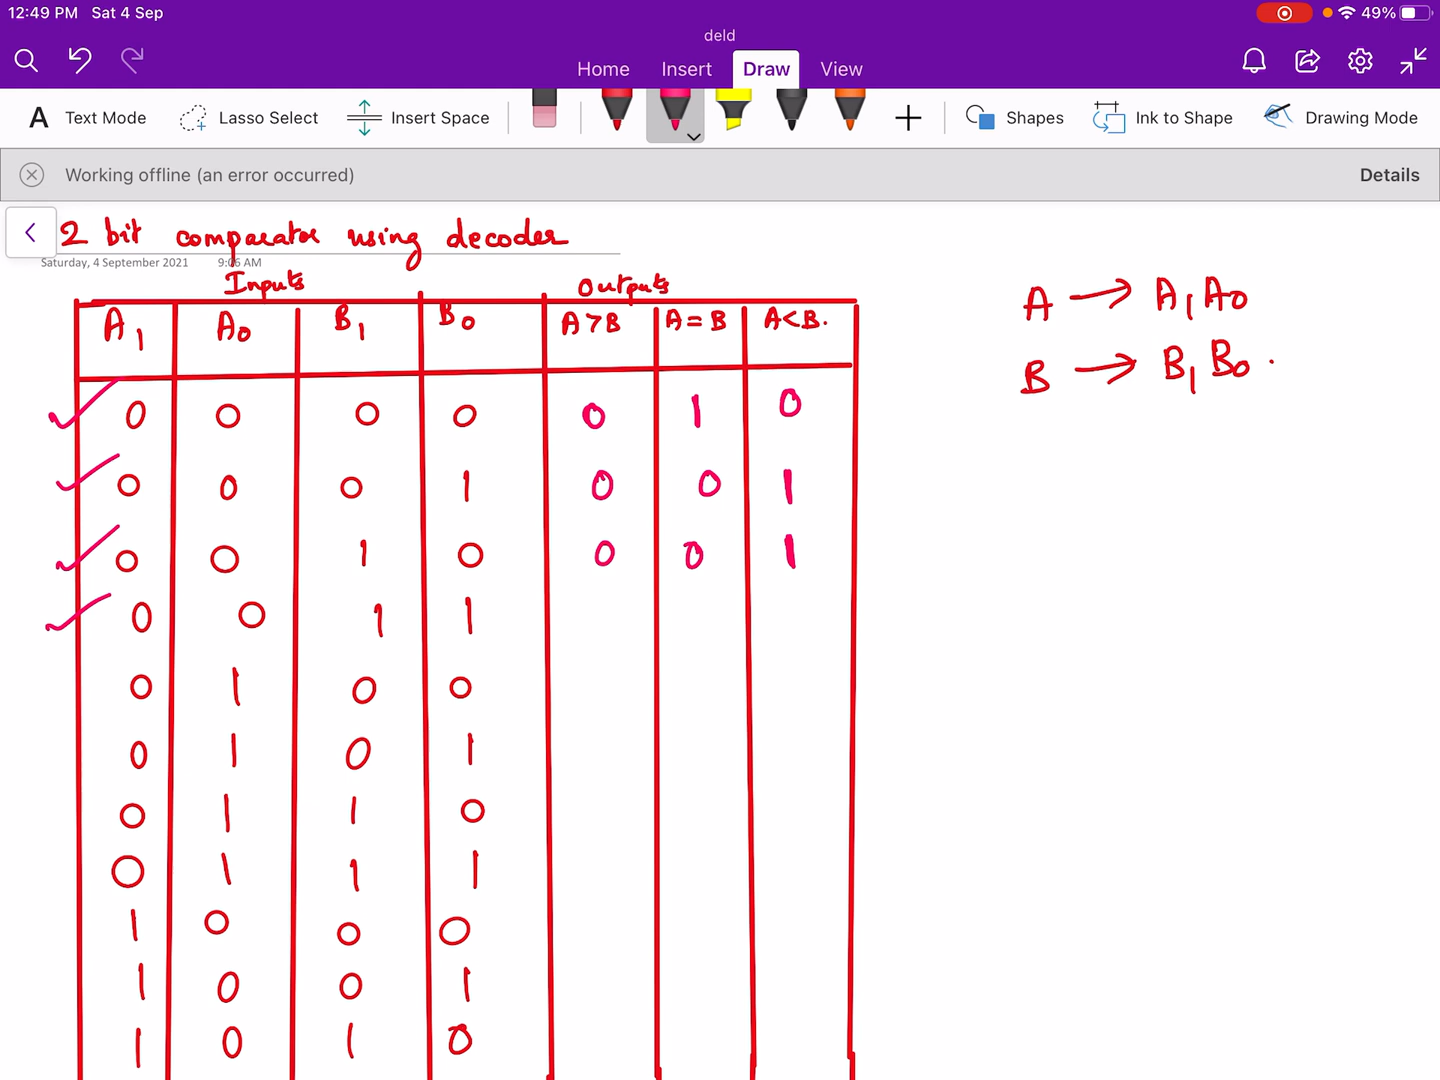 12:49 PM Sat 4 Sep 49%
deld
Home Insert Draw View
A Text Mode Lasso Select Insert Space Shapes Ink to Shape Drawing Mode
Working offline (an error occurred) Details
2 bit comparator using decoder
Saturday, 4 September 2021 9:06 AM
Inputs Outputs
A1 A0 B1 B0 A>B A=B A<B.
0 0 0 0 0 1 0
0 0 0 1 0 0 1
0 0 1 0 0 0 1
0 0 1 1
0 1 0 0
0 1 0 1
0 1 1 0
0 1 1 1
1 0 0 0
1 0 0 1
1 0 1 0
A → A1 A0
B → B1 B0 .